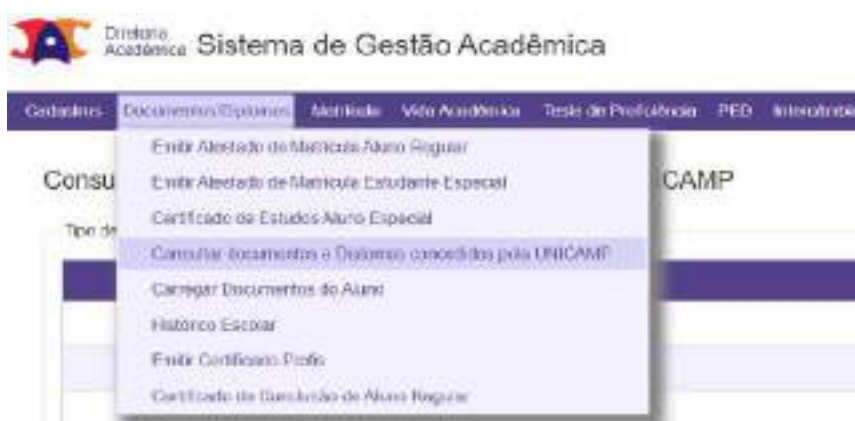 Diretoria
Acadêmica
Sistema de Gestão Acadêmica
Cadastros Documentos/Diplomas Matrícula Vida Acadêmica Teste de Proficiência PED
Emitir Atestado de Matrícula Aluno Regular
Emitir Atestado de Matrícula Estudante Especial
Consu CAMP
Certificado de Estudos Aluno Especial
Tipo de
Consultar documentos e Diplomas concedidos pela UNICAMP
Carregar Documentos do Aluno
Histórico Escolar
Emitir Certificado Profis
Certificado de Conclusão de Aluno Regular